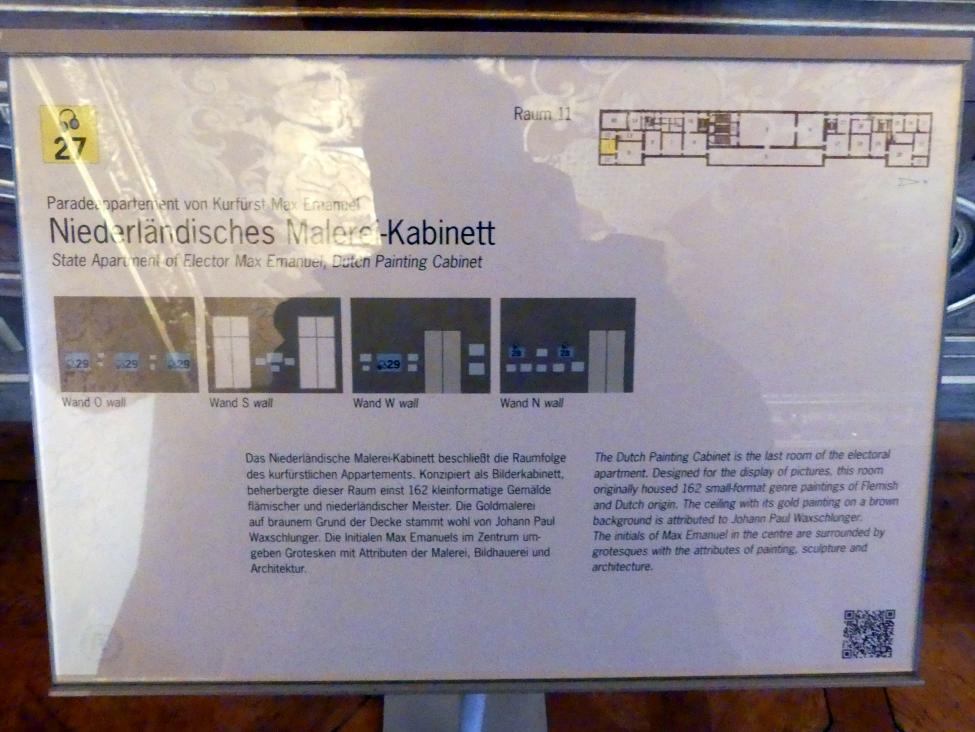 27
Raum 11
Paradeappartement von Kurfürst Max Emanuel
Niederländisches Malerei-Kabinett
State Apartment of Elector Max Emanuel, Dutch Painting Cabinet
29 29 29
29
28 28
Wand O wall
Wand S wall
Wand W wall
Wand N wall
Das Niederländische Malerei-Kabinett beschließt die Raumfolge
des kurfürstlichen Appartements. Konzipiert als Bilderkabinett,
beherbergte dieser Raum einst 162 kleinformatige Gemälde
flämischer und niederländischer Meister. Die Goldmalerei
auf braunem Grund der Decke stammt wohl von Johann Paul
Waxschlunger. Die Initialen Max Emanuels im Zentrum um-
geben Grotesken mit Attributen der Malerei, Bildhauerei und
Architektur.
The Dutch Painting Cabinet is the last room of the electoral
apartment. Designed for the display of pictures, this room
originally housed 162 small-format genre paintings of Flemish
and Dutch origin. The ceiling with its gold painting on a brown
background is attributed to Johann Paul Waxschlunger.
The initials of Max Emanuel in the centre are surrounded by
grotesques with the attributes of painting, sculpture and
architecture.